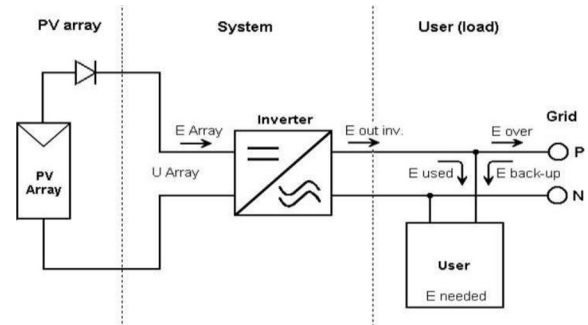 PV array
System
User (load)
Inverter
Grid
E Array
E out inv.
E over
P
PV
Array
U Array
E used
E back-up
N
User
E needed